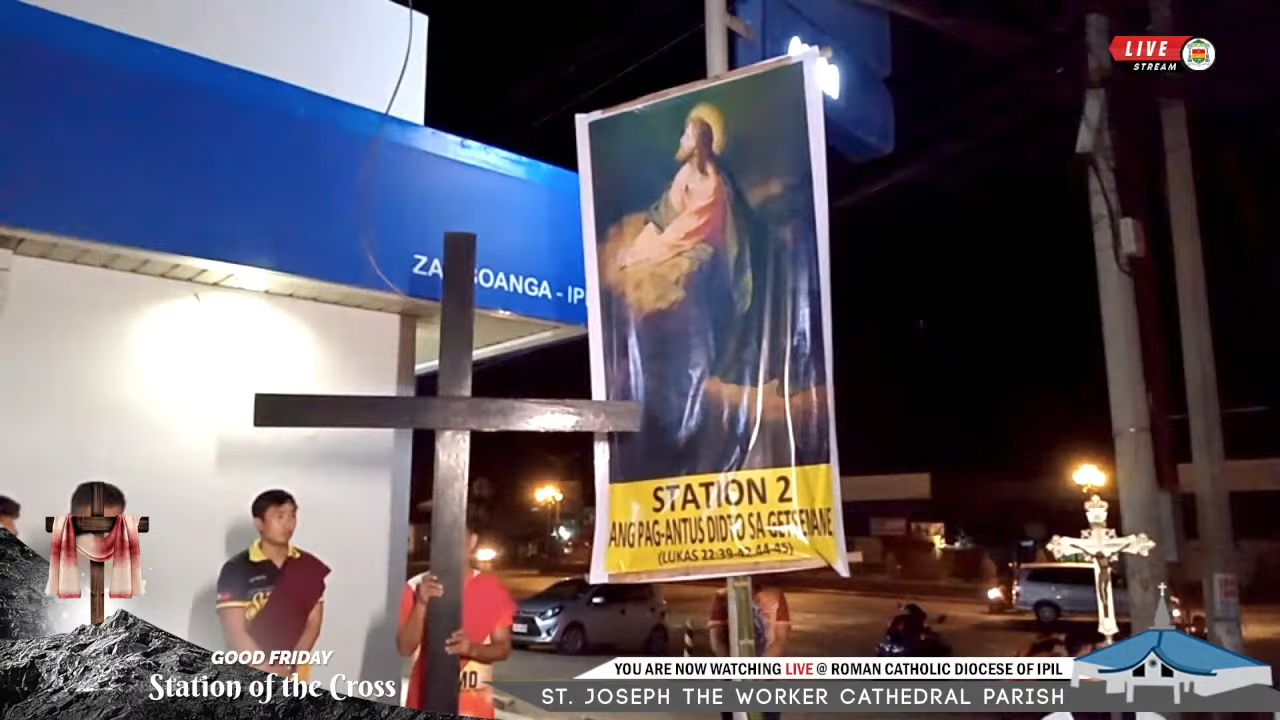 LIVE
STREAM
STATION 2
ANG PAG-ANTUS DIDTO SA GETSEMANE
(LUKAS 22:39-42.44-45)
GOOD FRIDAY
Station of the Cross
YOU ARE NOW WATCHING LIVE @ ROMAN CATHOLIC DIOCESE OF IPIL
ST. JOSEPH THE WORKER CATHEDRAL PARISH